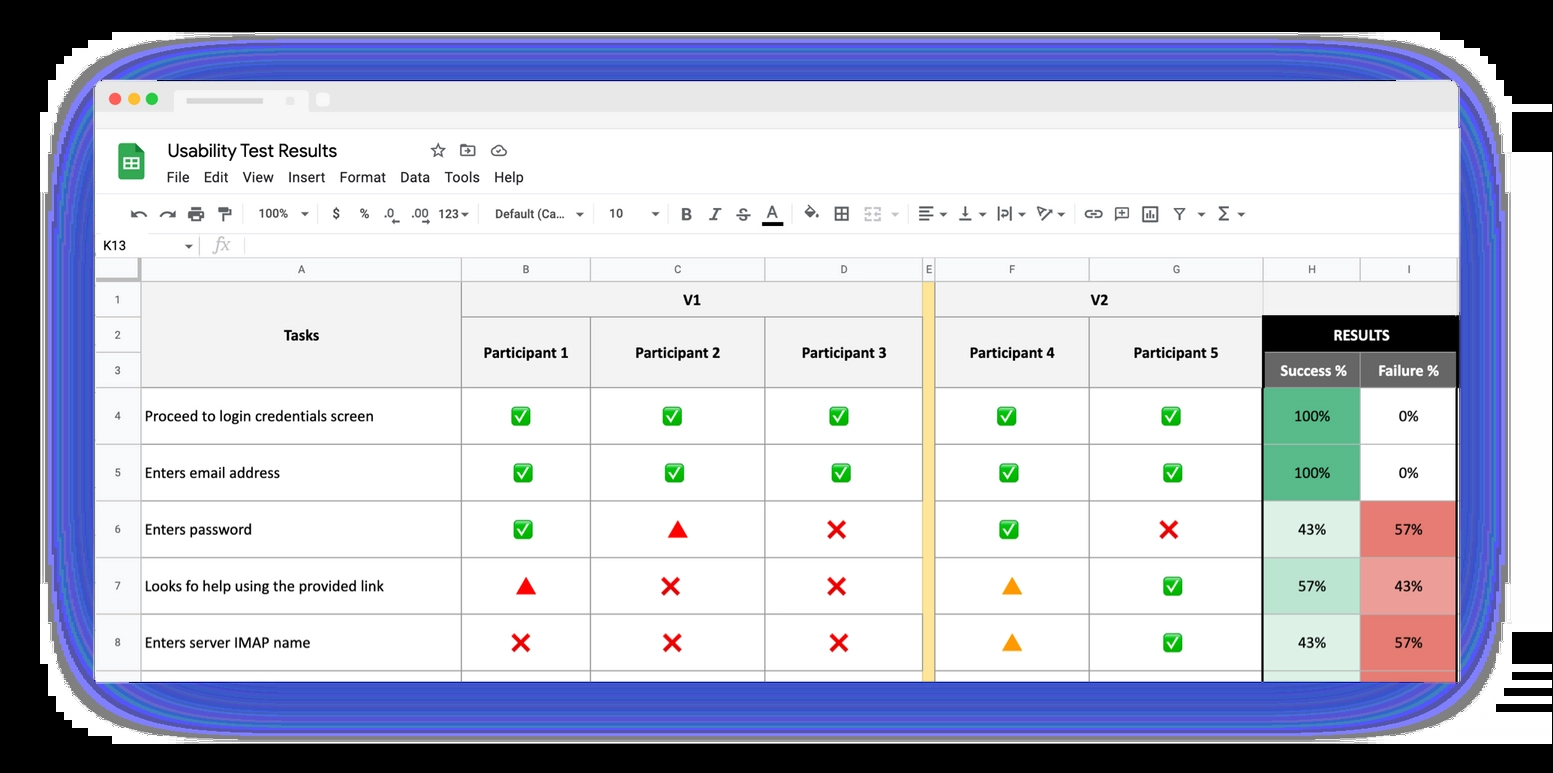 Usability Test Results
File Edit View Insert Format Data Tools Help
100% $ % .0 .00 123 Default (Ca... 10 B I S A
K13 fx
A B C D E F G H I
1 V1 V2
2 Tasks Participant 1 Participant 2 Participant 3 Participant 4 Participant 5 RESULTS
3 Success % Failure %
4 Proceed to login credentials screen 100% 0%
5 Enters email address 100% 0%
6 Enters password 43% 57%
7 Looks fo help using the provided link 57% 43%
8 Enters server IMAP name 43% 57%